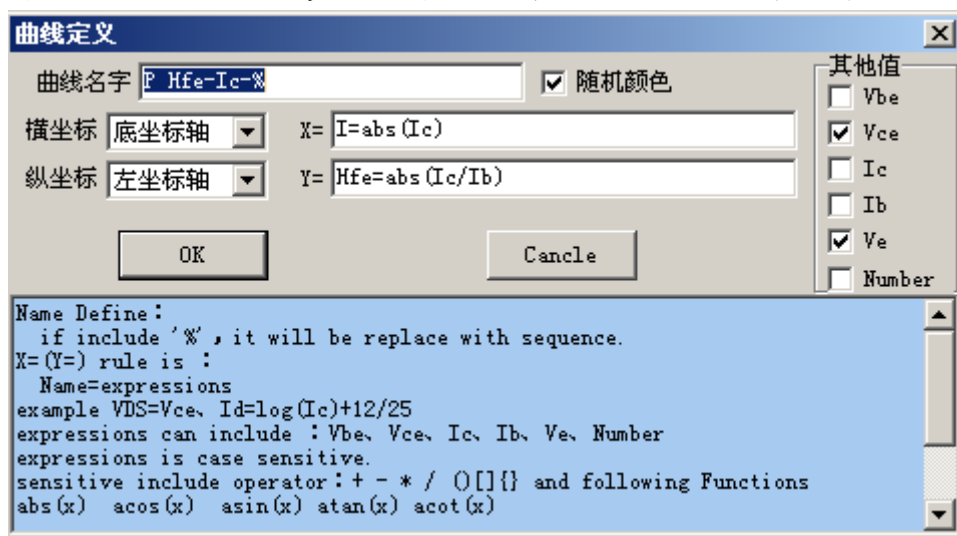 曲线定义
曲线名字 P Hfe-Ic-% 随机颜色
横坐标 底坐标轴 X= I=abs(Ic)
纵坐标 左坐标轴 Y= Hfe=abs(Ic/Ib)
OK Cancle
其他值
Vbe
Vce
Ic
Ib
Ve
Number
Name Define：
if include '%'，it will be replace with sequence.
X=(Y=) rule is ：
Name=expressions
example VDS=Vce、Id=log(Ic)+12/25
expressions can include ：Vbe、Vce、Ic、Ib、Ve、Number
expressions is case sensitive.
sensitive include operator：+ - * / ()[]{} and following Functions
abs(x) acos(x) asin(x) atan(x) acot(x)